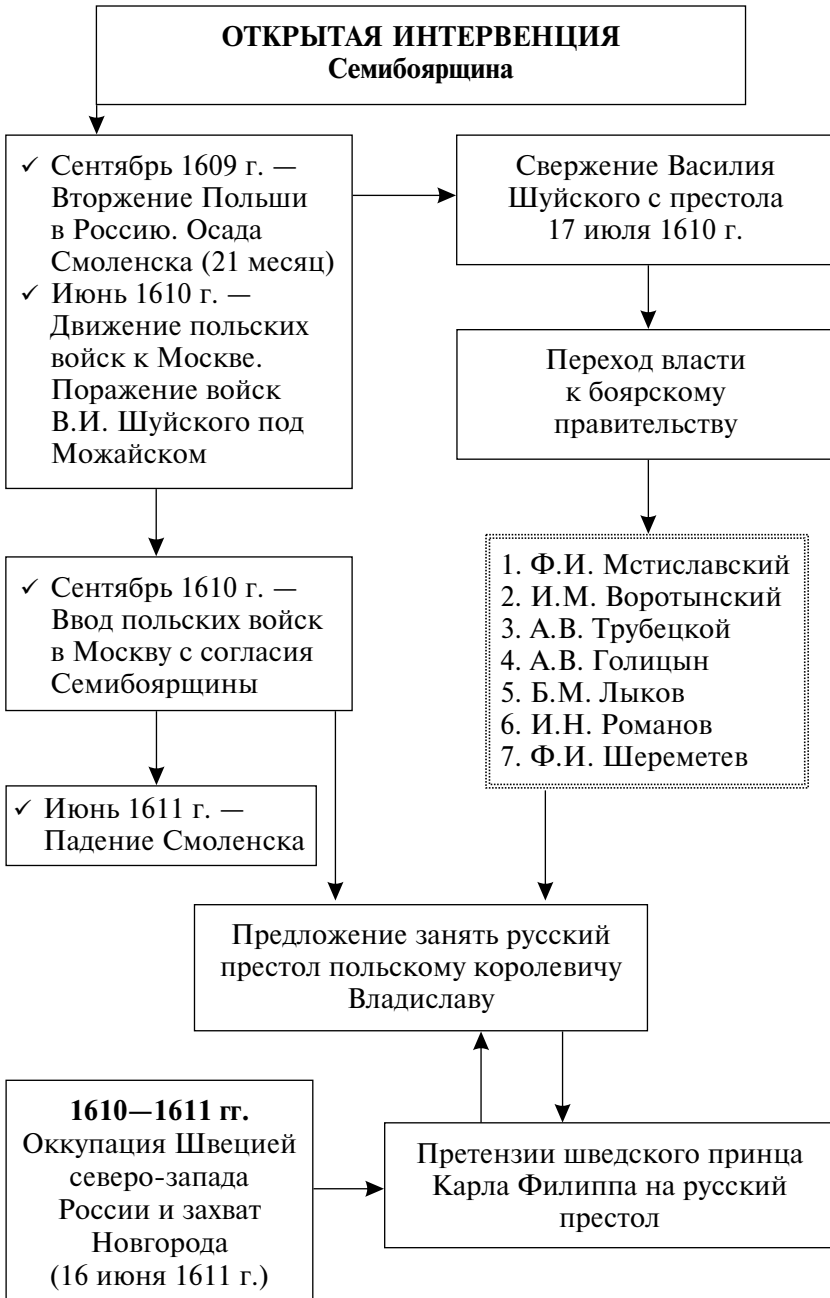 ОТКРЫТАЯ ИНТЕРВЕНЦИЯ
Семибоярщина
✓ Сентябрь 1609 г. —
Вторжение Польши
в Россию. Осада
Смоленска (21 месяц)
✓ Июнь 1610 г. —
Движение польских
войск к Москве.
Поражение войск
В.И. Шуйского под
Можайском
Свержение Василия
Шуйского с престола
17 июля 1610 г.
Переход власти
к боярскому
правительству
✓ Сентябрь 1610 г. —
Ввод польских войск
в Москву с согласия
Семибоярщины
1. Ф.И. Мстиславский
2. И.М. Воротынский
3. А.В. Трубецкой
4. А.В. Голицын
5. Б.М. Лыков
6. И.Н. Романов
7. Ф.И. Шереметев
✓ Июнь 1611 г. —
Падение Смоленска
Предложение занять русский
престол польскому королевичу
Владиславу
1610—1611 гг.
Оккупация Швецией
северо-запада
России и захват
Новгорода
(16 июня 1611 г.)
Претензии шведского принца
Карла Филиппа на русский
престол